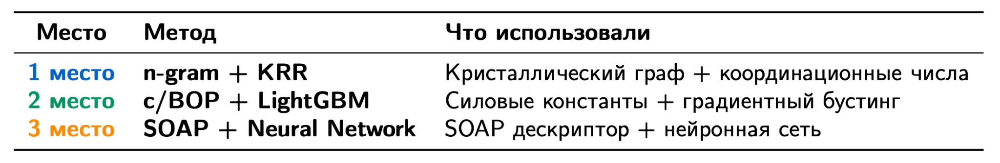 Место Метод Что использовали
1 место n-gram + KRR Кристаллический граф + координационные числа
2 место c/BOP + LightGBM Силовые константы + градиентный бустинг
3 место SOAP + Neural Network SOAP дескриптор + нейронная сеть